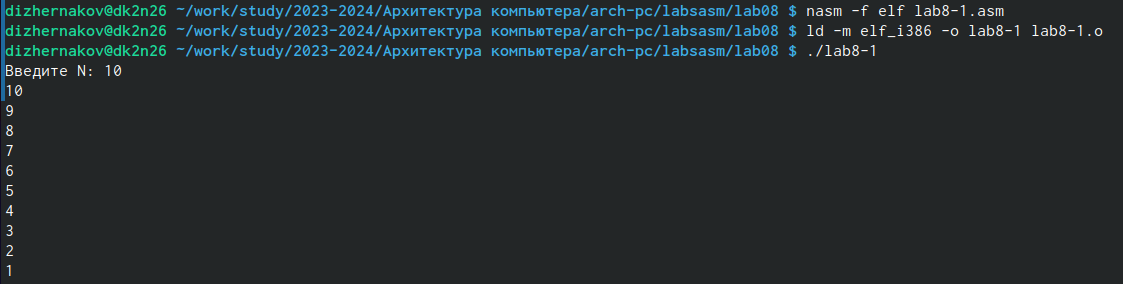 dizhernakov@dk2n26 ~/work/study/2023-2024/Архитектура компьютера/arch-pc/labsasm/lab08 $ nasm -f elf lab8-1.asm
dizhernakov@dk2n26 ~/work/study/2023-2024/Архитектура компьютера/arch-pc/labsasm/lab08 $ ld -m elf_i386 -o lab8-1 lab8-1.o
dizhernakov@dk2n26 ~/work/study/2023-2024/Архитектура компьютера/arch-pc/labsasm/lab08 $ ./lab8-1
Введите N: 10
10
9
8
7
6
5
4
3
2
1